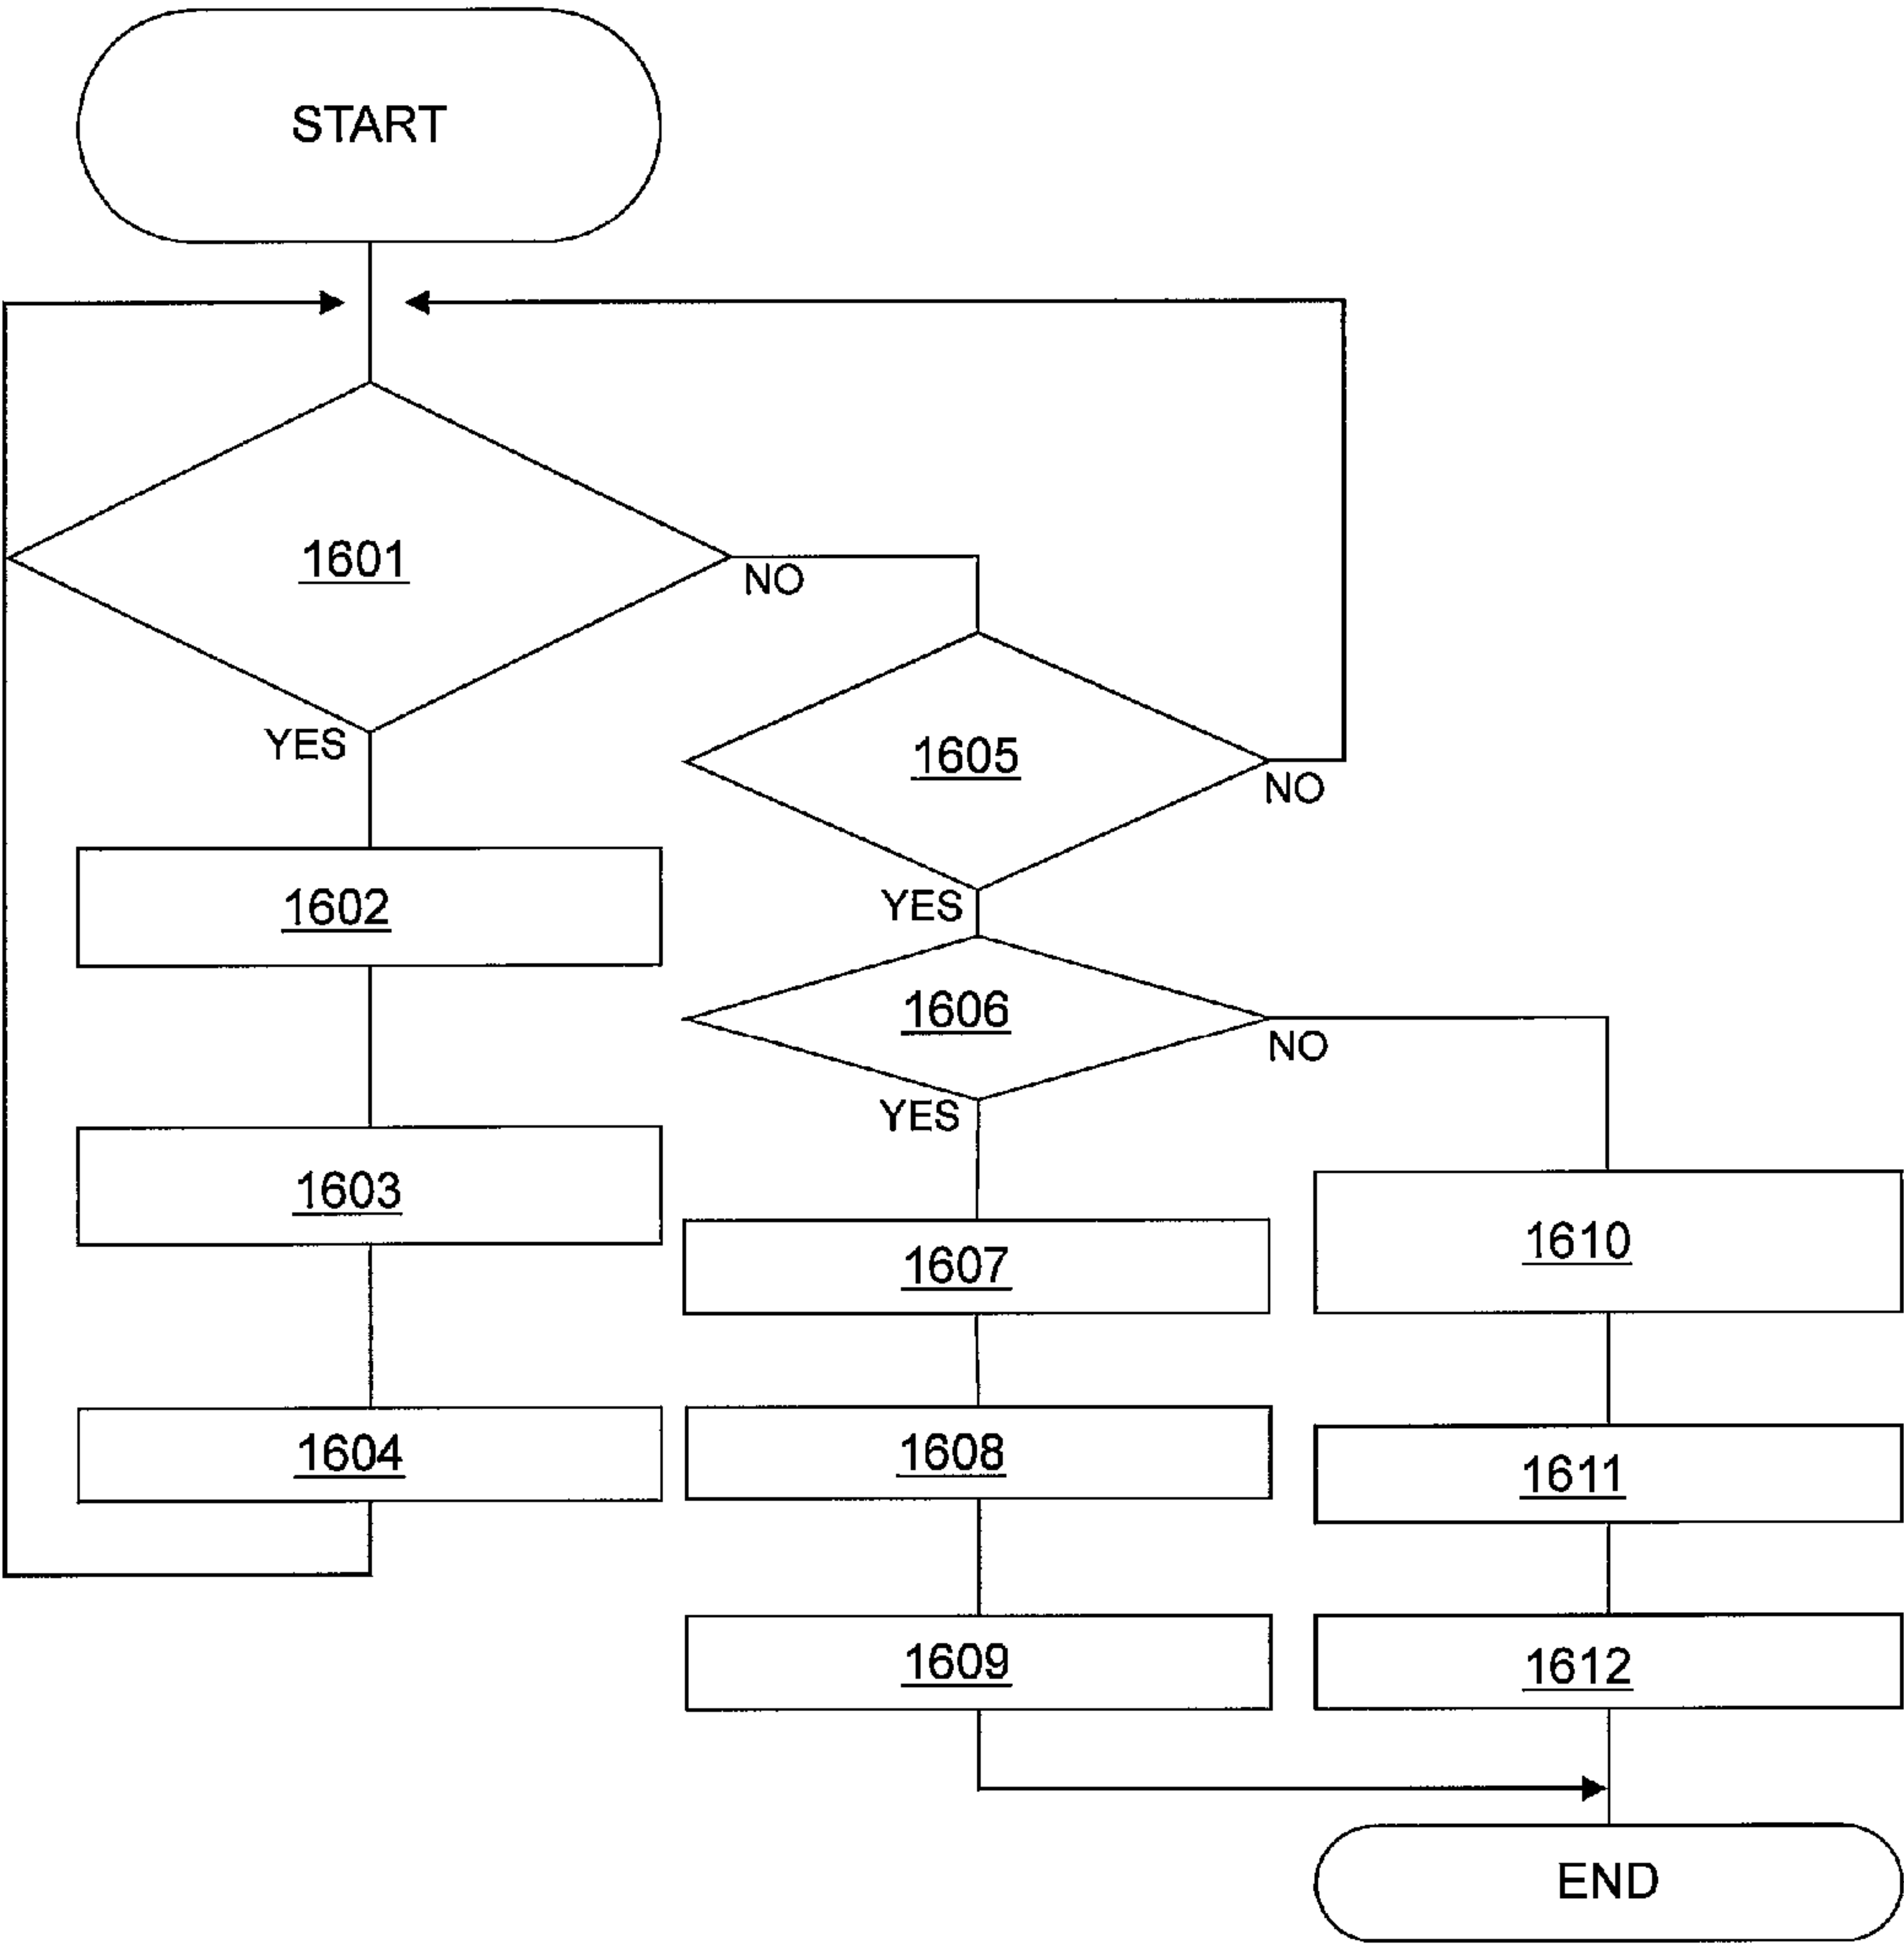 START
1601
NO
YES
1605
NO
YES
1602
1606
NO
YES
1603
1607
1610
1604
1608
1611
1609
1612
END